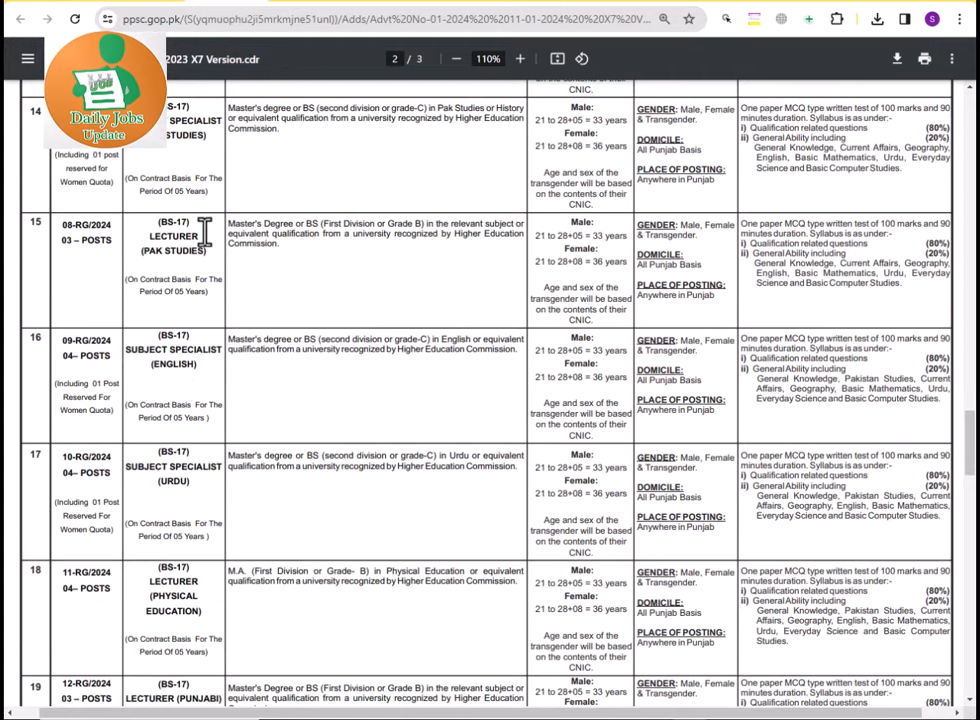 ppsc.gop.pk/(S(yqmuophu2ji5mrkmjne51unl))/Adds/Advt%20No-01-2024%20%2011-01-2024%20%20X7%20V...
S
2023 X7 Version.cdr
2 / 3
110%
JOB
Daily Jobs
Update
CNIC.
14
(Including 01 post
reserved for
Women Quota)
S-17)
SPECIALIST
STUDIES)
(On Contract Basis For The
Period Of 05 Years)
Master's degree or BS (second division or grade-C) in Pak Studies or History
or equivalent qualification from a university recognized by Higher Education
Commission.
Male:
21 to 28+05 = 33 years
Female:
21 to 28+08 = 36 years
Age and sex of the
transgender will be based
on the contents of their
CNIC.
GENDER: Male, Female
& Transgender.
DOMICILE:
All Punjab Basis
PLACE OF POSTING:
Anywhere in Punjab
One paper MCQ type written test of 100 marks and 90
minutes duration. Syllabus is as under:-
i) Qualification related questions (80%)
ii) General Ability including (20%)
General Knowledge, Current Affairs, Geography,
English, Basic Mathematics, Urdu, Everyday
Science and Basic Computer Studies.
15
08-RG/2024
03 – POSTS
(BS-17)
LECTURER
(PAK STUDIES)
(On Contract Basis For The
Period Of 05 Years)
Master's Degree or BS (First Division or Grade B) in the relevant subject or
equivalent qualification from a university recognized by Higher Education
Commission.
Male:
21 to 28+05 = 33 years
Female:
21 to 28+08 = 36 years
Age and sex of the
transgender will be based
on the contents of their
CNIC.
GENDER: Male, Female
& Transgender.
DOMICILE:
All Punjab Basis
PLACE OF POSTING:
Anywhere in Punjab
One paper MCQ type written test of 100 marks and 90
minutes duration. Syllabus is as under:-
i) Qualification related questions (80%)
ii) General Ability including (20%)
General Knowledge, Current Affairs, Geography,
English, Basic Mathematics, Urdu, Everyday
Science and Basic Computer Studies.
16
09-RG/2024
04– POSTS
(Including 01 Post
Reserved For
Women Quota)
(BS-17)
SUBJECT SPECIALIST
(ENGLISH)
(On Contract Basis For The
Period Of 05 Years )
Master's degree or BS (second division or grade-C) in English or equivalent
qualification from a university recognized by Higher Education Commission.
Male:
21 to 28+05 = 33 years
Female:
21 to 28+08 = 36 years
Age and sex of the
transgender will be based
on the contents of their
CNIC.
GENDER: Male, Female
& Transgender.
DOMICILE:
All Punjab Basis
PLACE OF POSTING:
Anywhere in Punjab
One paper MCQ type written test of 100 marks and 90
minutes duration. Syllabus is as under:-
i) Qualification related questions (80%)
ii) General Ability including (20%)
General Knowledge, Pakistan Studies, Current
Affairs, Geography, Basic Mathematics, Urdu,
Everyday Science and Basic Computer Studies.
17
10-RG/2024
04– POSTS
(Including 01 Post
Reserved For
Women Quota)
(BS-17)
SUBJECT SPECIALIST
(URDU)
(On Contract Basis For The
Period Of 05 Years )
Master's degree or BS (second division or grade-C) in Urdu or equivalent
qualification from a university recognized by Higher Education Commission.
Male:
21 to 28+05 = 33 years
Female:
21 to 28+08 = 36 years
Age and sex of the
transgender will be based
on the contents of their
CNIC.
GENDER: Male, Female
& Transgender.
DOMICILE:
All Punjab Basis
PLACE OF POSTING:
Anywhere in Punjab
One paper MCQ type written test of 100 marks and 90
minutes duration. Syllabus is as under:-
i) Qualification related questions (80%)
ii) General Ability including (20%)
General Knowledge, Pakistan Studies, Current
Affairs, Geography, English, Basic Mathematics,
Everyday Science and Basic Computer Studies.
18
11-RG/2024
04– POSTS
(BS-17)
LECTURER
(PHYSICAL
EDUCATION)
(On Contract Basis For The
Period Of 05 Years)
M.A. (First Division or Grade- B) in Physical Education or equivalent
qualification from a university recognized by Higher Education Commission.
Male:
21 to 28+05 = 33 years
Female:
21 to 28+08 = 36 years
Age and sex of the
transgender will be based
on the contents of their
CNIC.
GENDER: Male, Female
& Transgender.
DOMICILE:
All Punjab Basis
PLACE OF POSTING:
Anywhere in Punjab
One paper MCQ type written test of 100 marks and 90
minutes duration. Syllabus is as under:-
i) Qualification related questions (80%)
ii) General Ability including (20%)
General Knowledge, Pakistan Studies, Current
Affairs, Geography, English, Basic Mathematics,
Urdu, Everyday Science and Basic Computer
Studies.
19
12-RG/2024
03 – POSTS
(BS-17)
LECTURER (PUNJABI)
Master's Degree or BS (First Division or Grade B) in the relevant subject or
equivalent qualification from a university recognized by Higher Education
Male:
21 to 28+05 = 33 years
Female:
GENDER: Male, Female
& Transgender.
One paper MCQ type written test of 100 marks and 90
minutes duration. Syllabus is as under:-
i) Qualification related questions (80%)